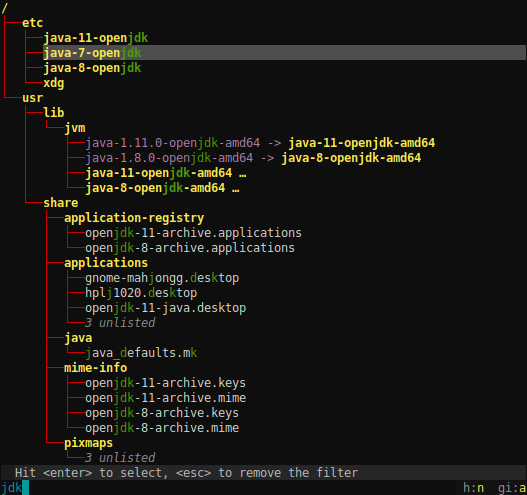 /
etc
java-11-openjdk
java-7-openjdk
java-8-openjdk
xdg
usr
lib
jvm
java-1.11.0-openjdk-amd64 -> java-11-openjdk-amd64
java-1.8.0-openjdk-amd64 -> java-8-openjdk-amd64
java-11-openjdk-amd64 …
java-8-openjdk-amd64 …
share
application-registry
openjdk-11-archive.applications
openjdk-8-archive.applications
applications
gnome-mahjongg.desktop
hplj1020.desktop
openjdk-11-java.desktop
3 unlisted
java
java_defaults.mk
mime-info
openjdk-11-archive.keys
openjdk-11-archive.mime
openjdk-8-archive.keys
openjdk-8-archive.mime
pixmaps
3 unlisted
Hit <enter> to select, <esc> to remove the filter
jdk h:n gi:a